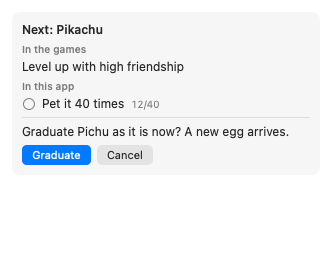 Next: Pikachu
In the games
Level up with high friendship
In this app
Pet it 40 times 12/40
Graduate Pichu as it is now? A new egg arrives.
Graduate Cancel